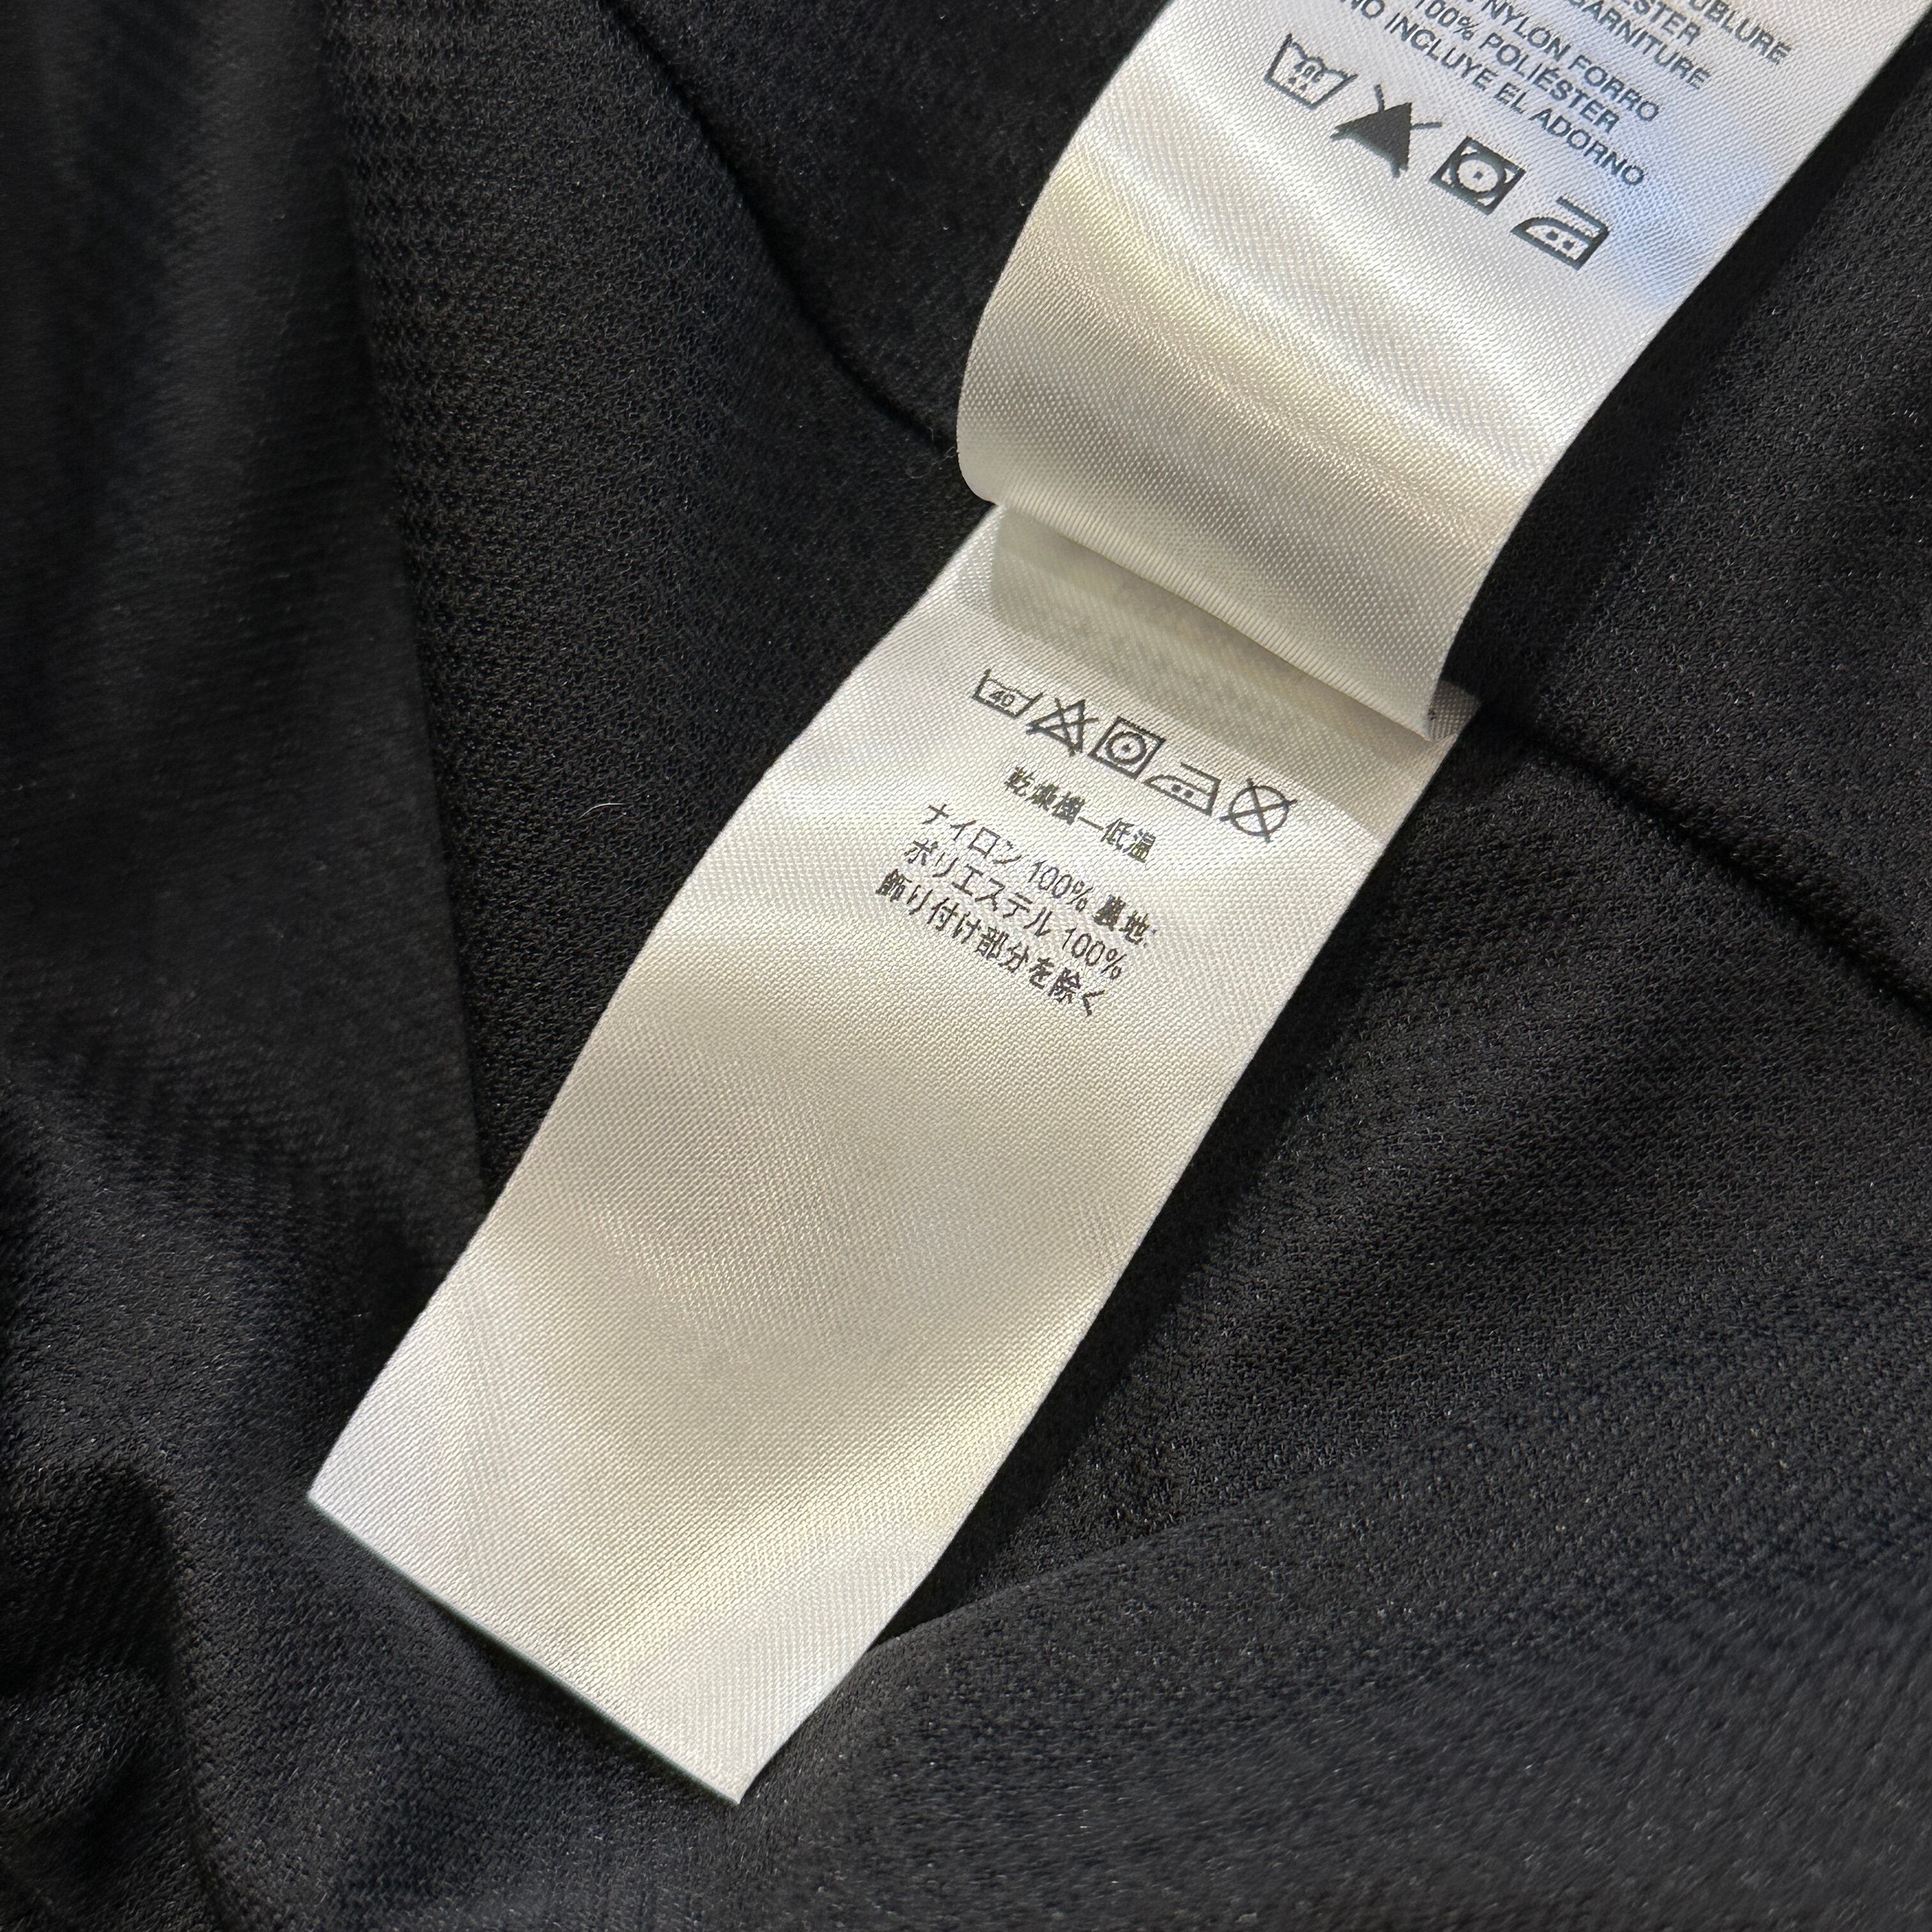 DOUBLURE
GARNITURE
NYLON FORRO
100% POLIÉSTER
NO INCLUYE EL ADORNO
40
乾燥機—低温
ナイロン 100% 裏地:
ポリエステル 100%
飾り付け部分を除く